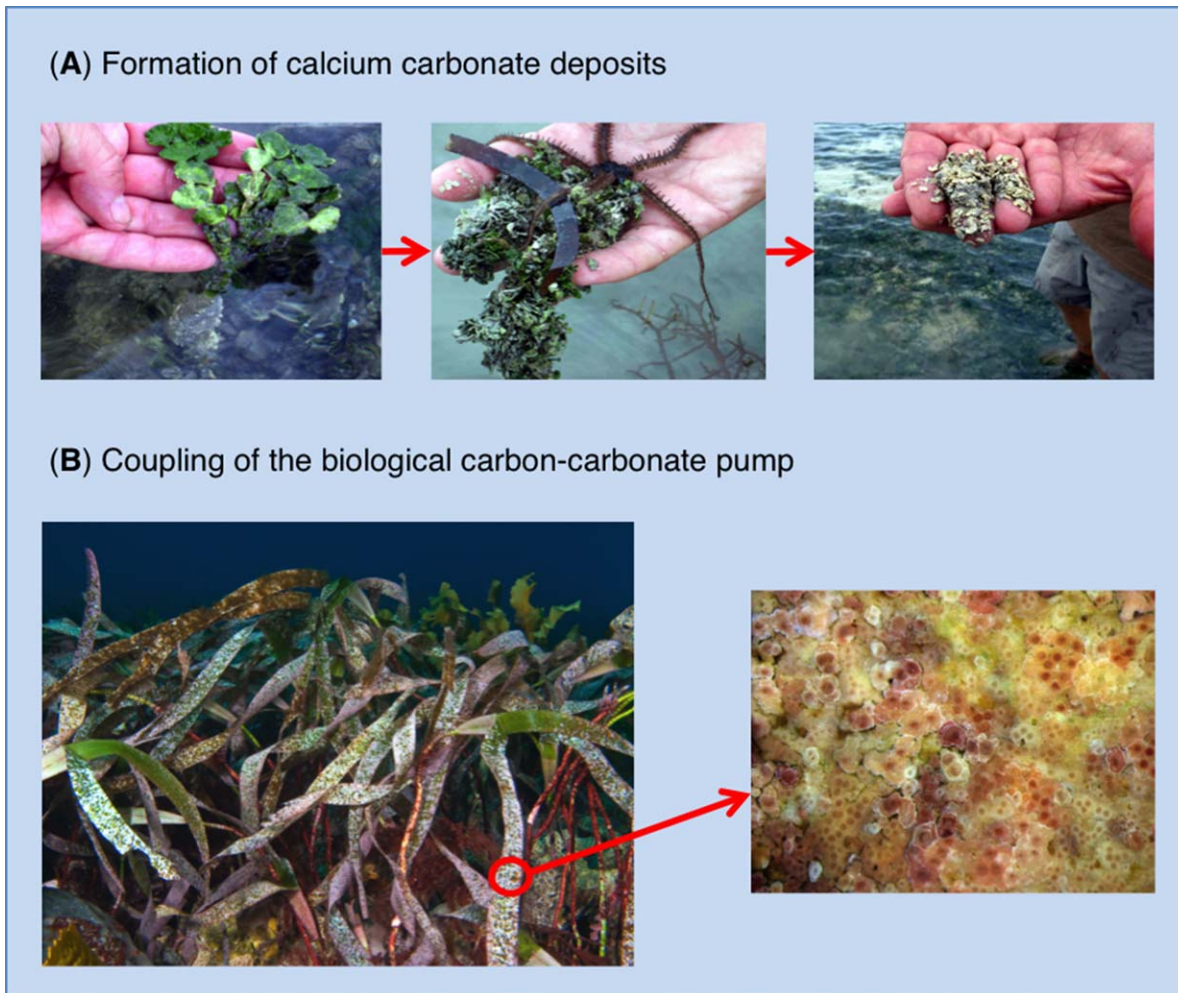 (A) Formation of calcium carbonate deposits
(B) Coupling of the biological carbon-carbonate pump